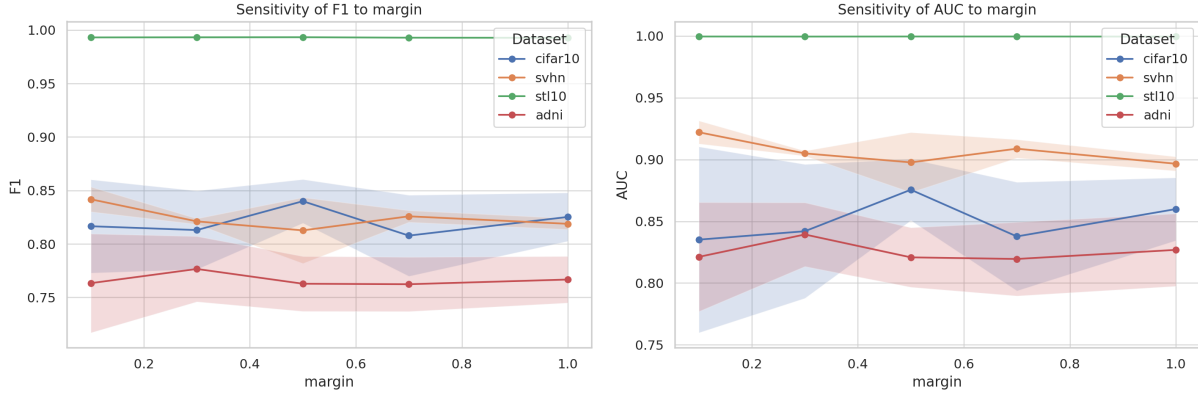 Sensitivity of F1 to margin
1.00
0.95
0.90
0.85
0.80
0.75
F1
0.2
0.4
0.6
0.8
1.0
margin
Dataset
cifar10
svhn
stl10
adni
Sensitivity of AUC to margin
1.00
0.95
0.90
0.85
0.80
0.75
AUC
0.2
0.4
0.6
0.8
1.0
margin
Dataset
cifar10
svhn
stl10
adni